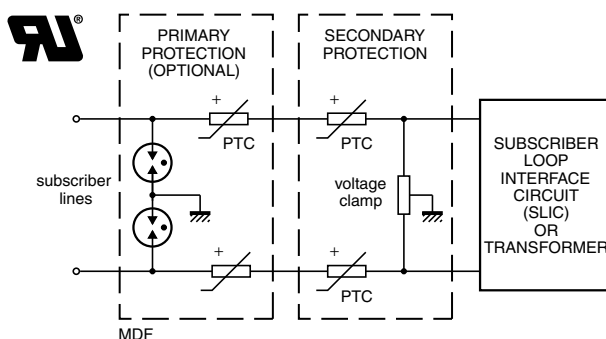 ®
PRIMARY
PROTECTION
(OPTIONAL)
SECONDARY
PROTECTION
+
PTC
+
PTC
subscriber
lines
voltage
clamp
SUBSCRIBER
LOOP
INTERFACE
CIRCUIT
(SLIC)
OR
TRANSFORMER
+
+
PTC
MDF